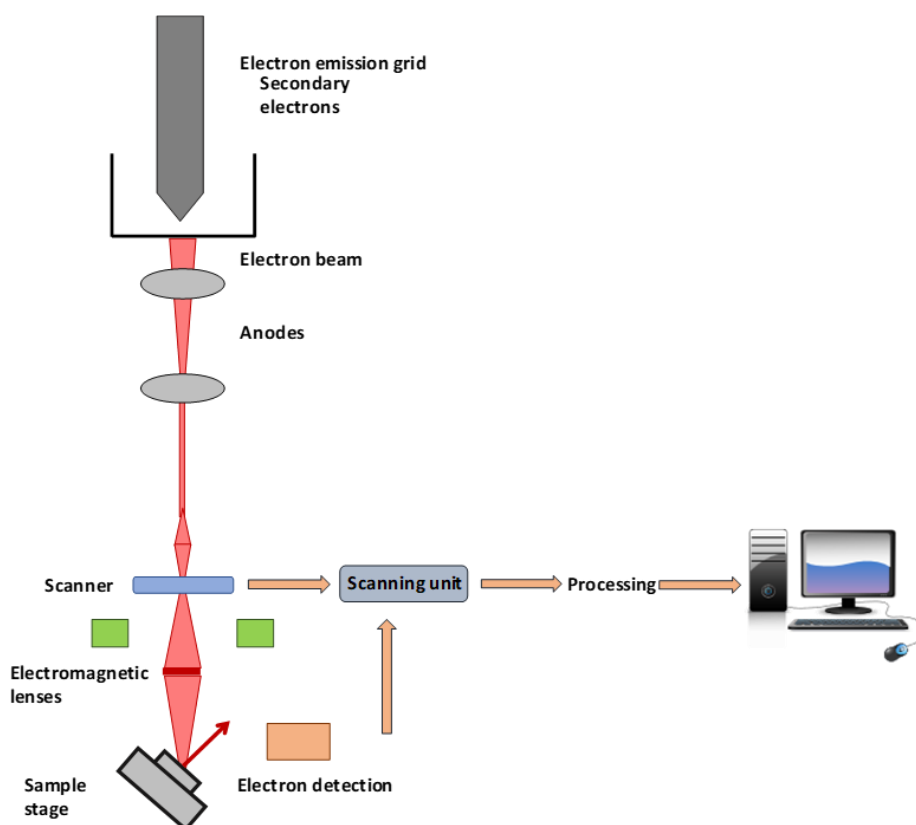 Electron emission grid
Secondary
electrons
Electron beam
Anodes
Scanner
Scanning unit
Processing
Electromagnetic
lenses
Sample
stage
Electron detection